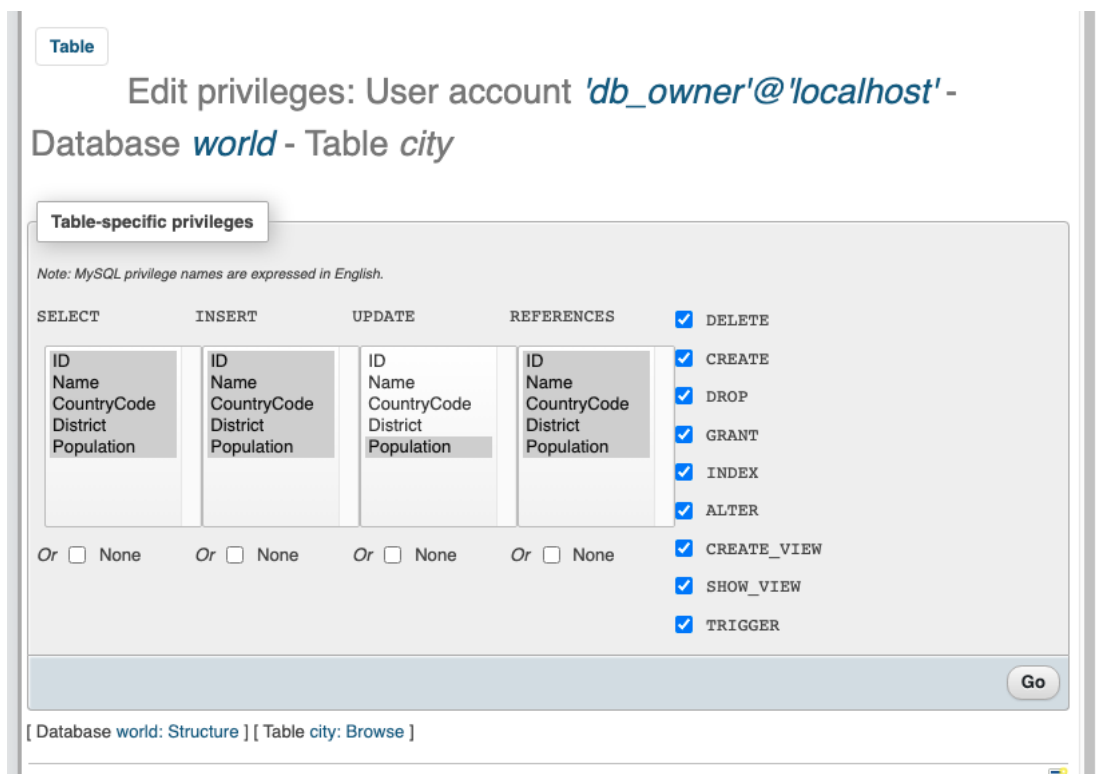 Table
Edit privileges: User account 'db_owner'@'localhost' -
Database world - Table city
Table-specific privileges
Note: MySQL privilege names are expressed in English.
SELECT INSERT UPDATE REFERENCES
ID ID ID ID
Name Name Name Name
CountryCode CountryCode CountryCode CountryCode
District District District District
Population Population Population Population
Or None Or None Or None Or None
DELETE
CREATE
DROP
GRANT
INDEX
ALTER
CREATE_VIEW
SHOW_VIEW
TRIGGER
Go
[ Database world: Structure ] [ Table city: Browse ]